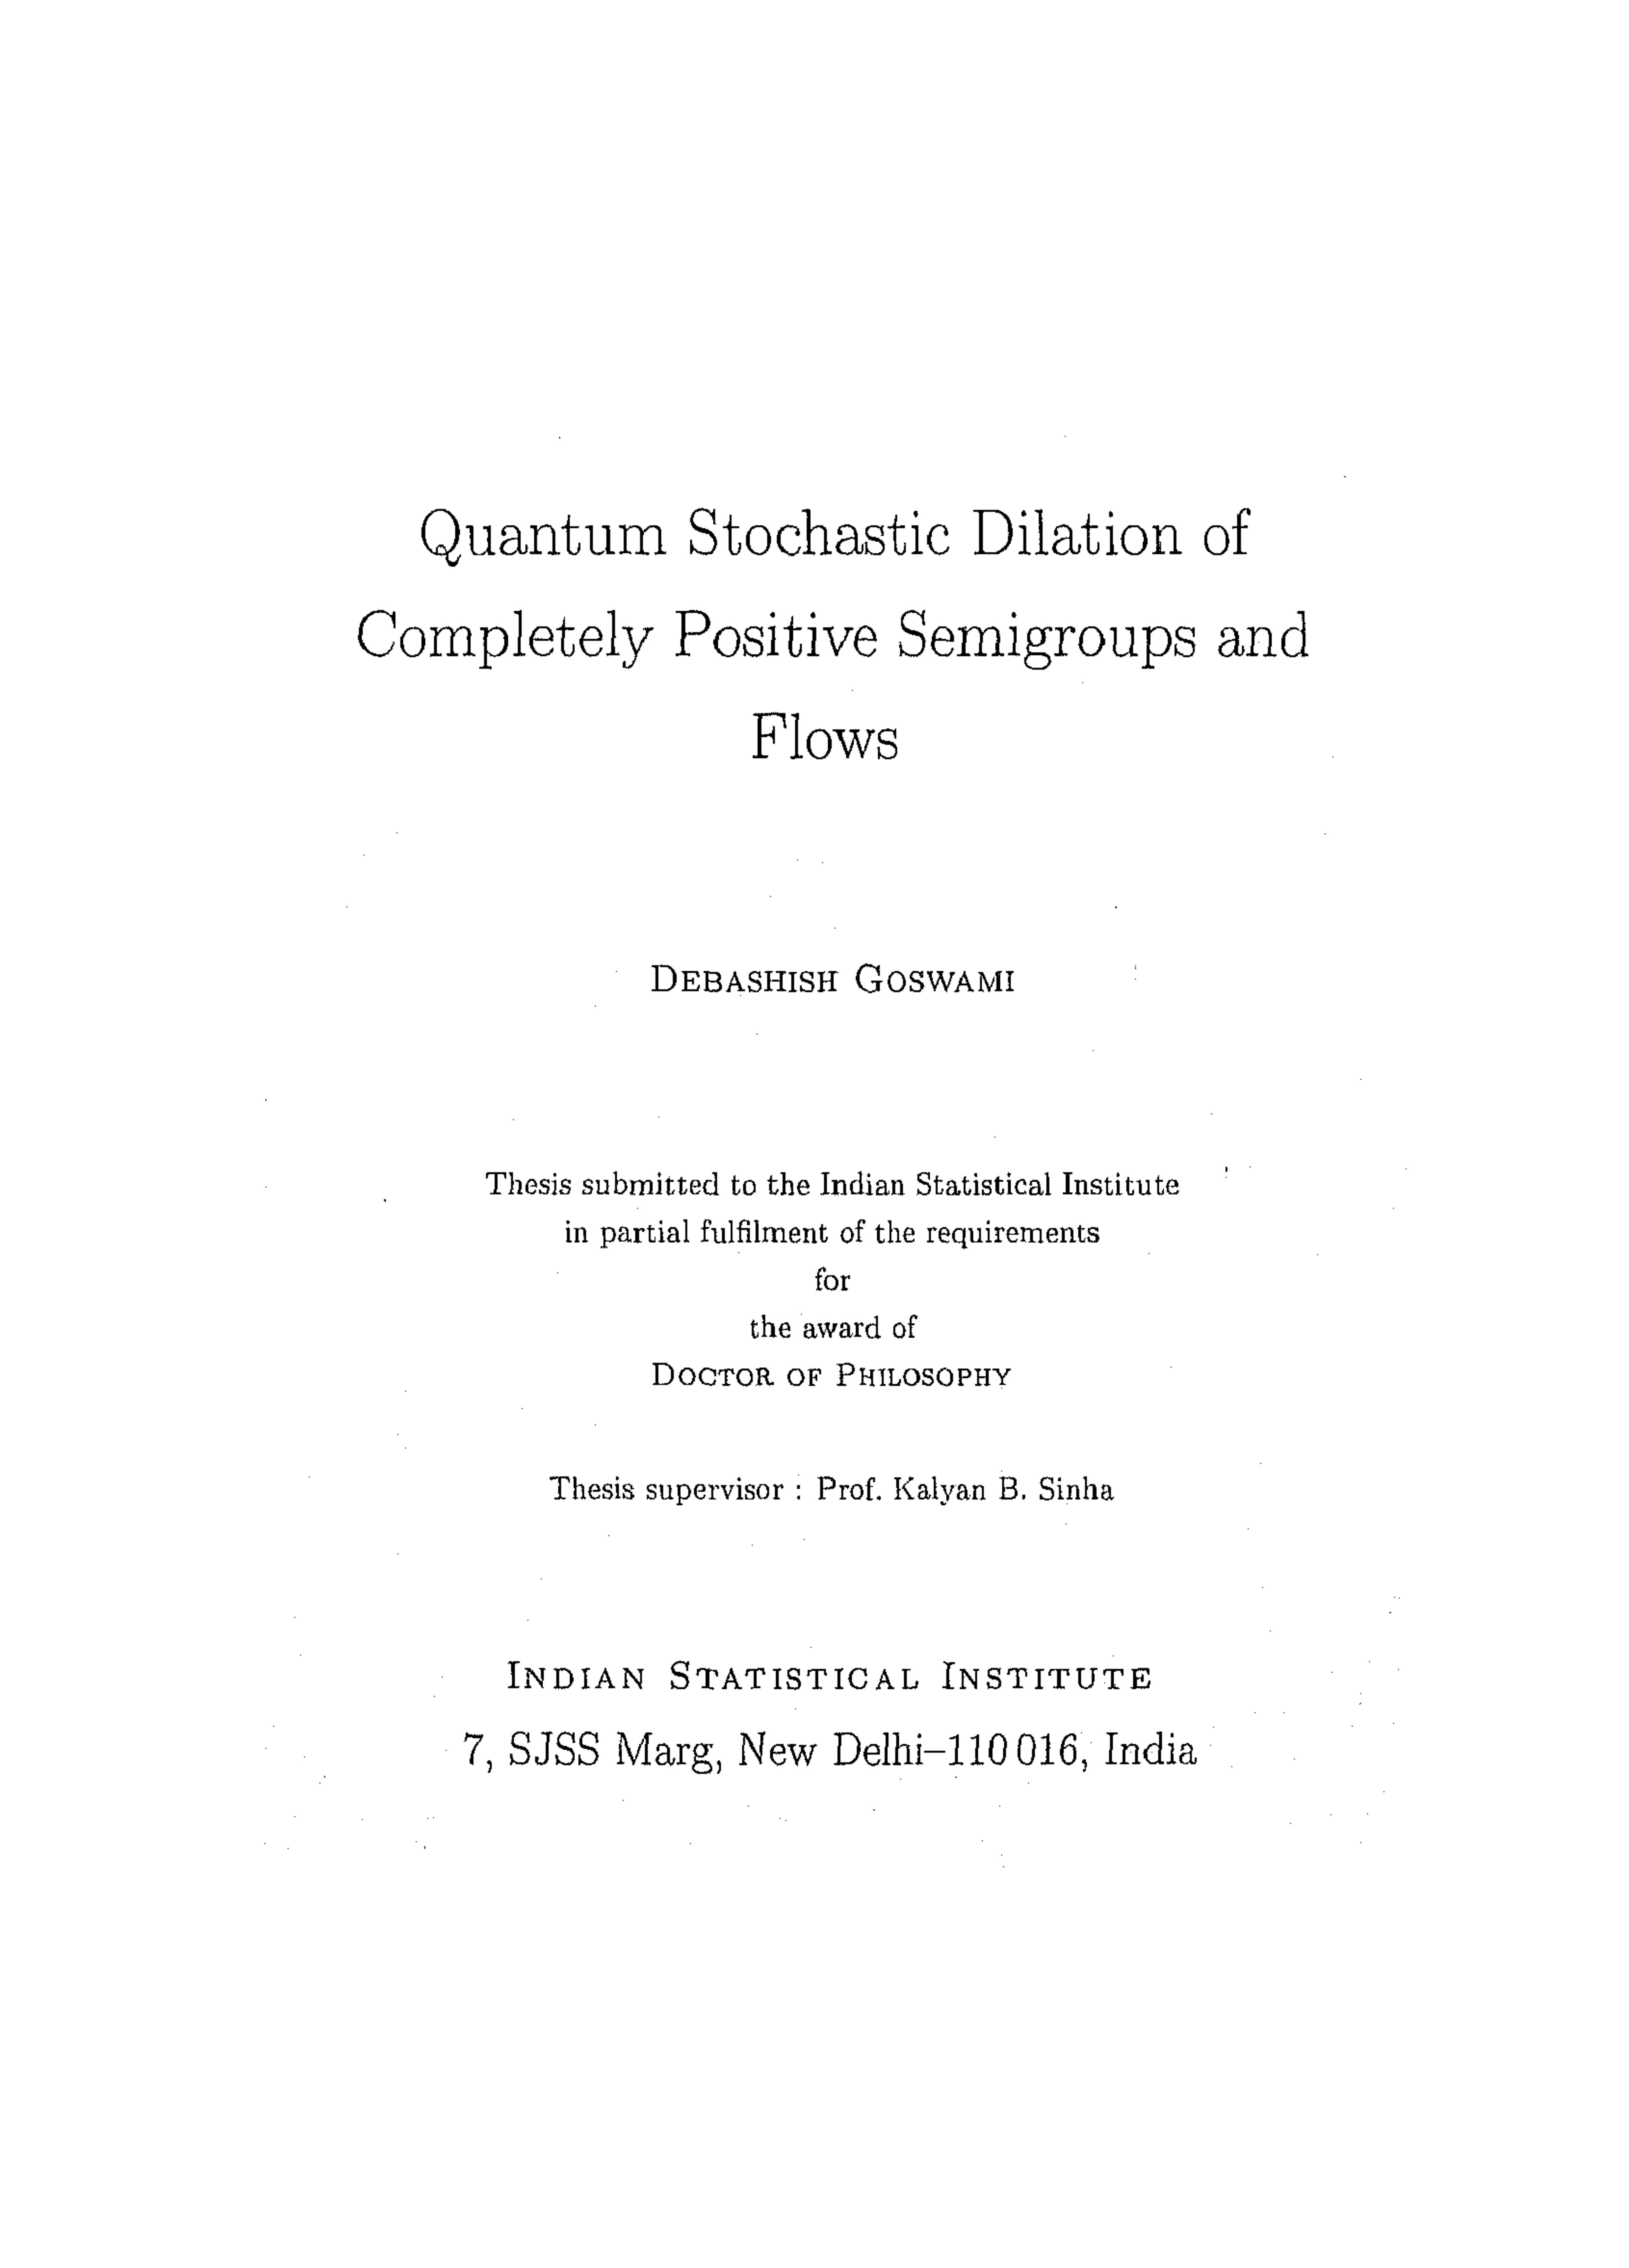 Quantum Stochastic Dilation of
Completely Positive Semigroups and
Flows
DEBASHISH GOSWAMI
Thesis submitted to the Indian Statistical Institute
in partial fulfilment of the requirements
for
the award of
DOCTOR OF PHILOSOPHY
Thesis supervisor : Prof. Kalyan B. Sinha
INDIAN STATISTICAL INSTITUTE
7, SJSS Marg, New Delhi–110 016, India